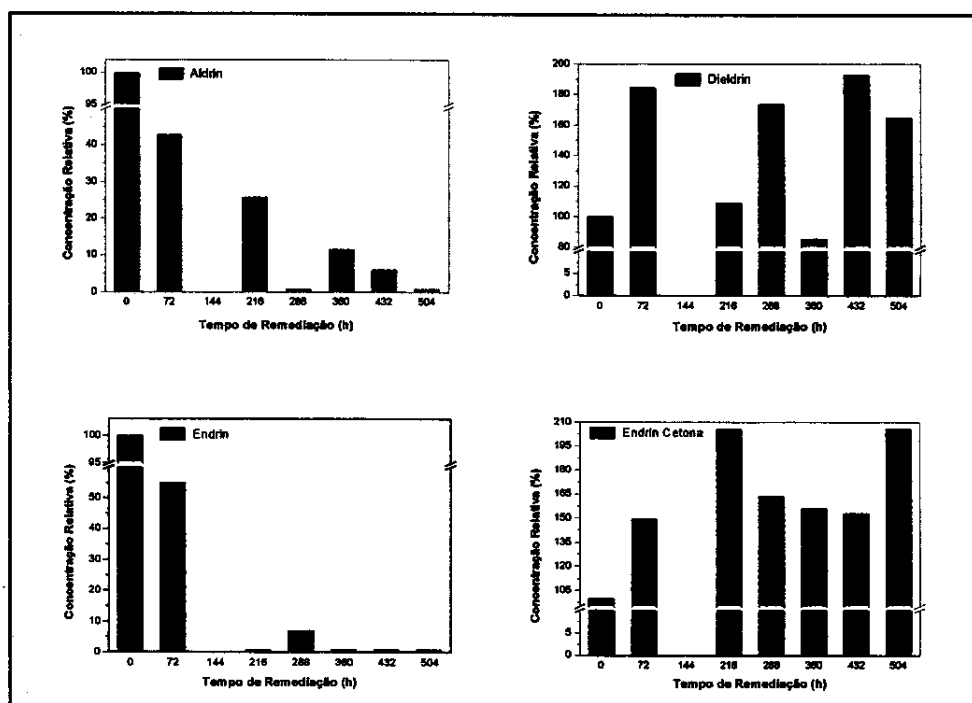 Aldrin
Concentração Relativa (%)
100
95
40
30
20
10
0
0 72 144 216 288 360 432 504
Tempo de Remediação (h)
Dieldrin
Concentração Relativa (%)
200
180
160
140
120
100
80
5
0
0 72 144 216 288 360 432 504
Tempo de Remediação (h)
Endrin
Concentração Relativa (%)
100
95
50
40
30
20
10
0
0 72 144 216 288 360 432 504
Tempo de Remediação (h)
Endrin Cetona
Concentração Relativa (%)
210
195
180
165
150
135
120
105
5
0
0 72 144 216 288 360 432 504
Tempo de Remediação (h)